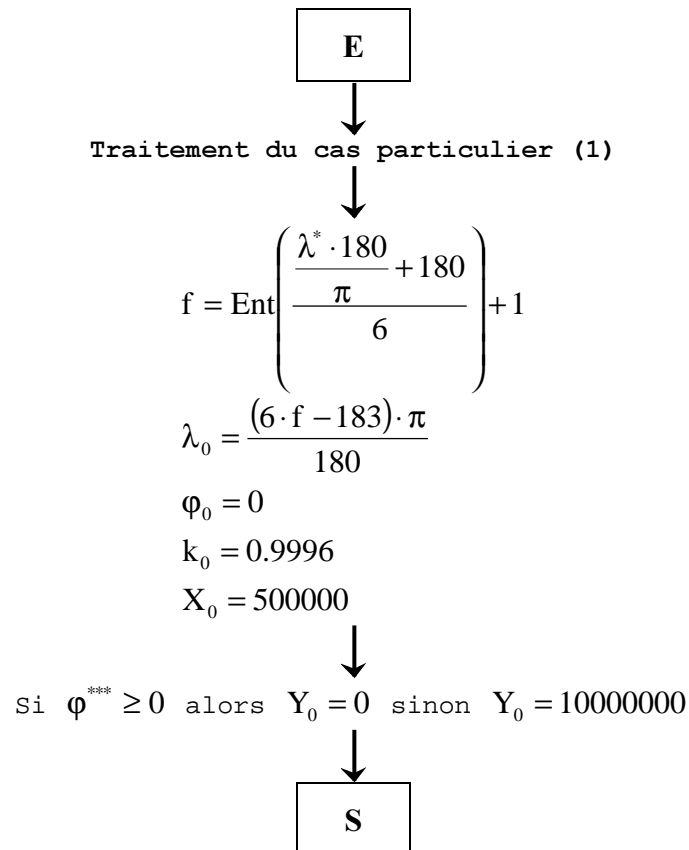 E
Traitement du cas particulier (1)
f = Ent( ( (λ* · 180) / π + 180 ) / 6 ) + 1
λ₀ = ( (6 · f − 183) · π ) / 180
φ₀ = 0
k₀ = 0.9996
X₀ = 500000
Si φ*** ≥ 0 alors Y₀ = 0 sinon Y₀ = 10000000
S